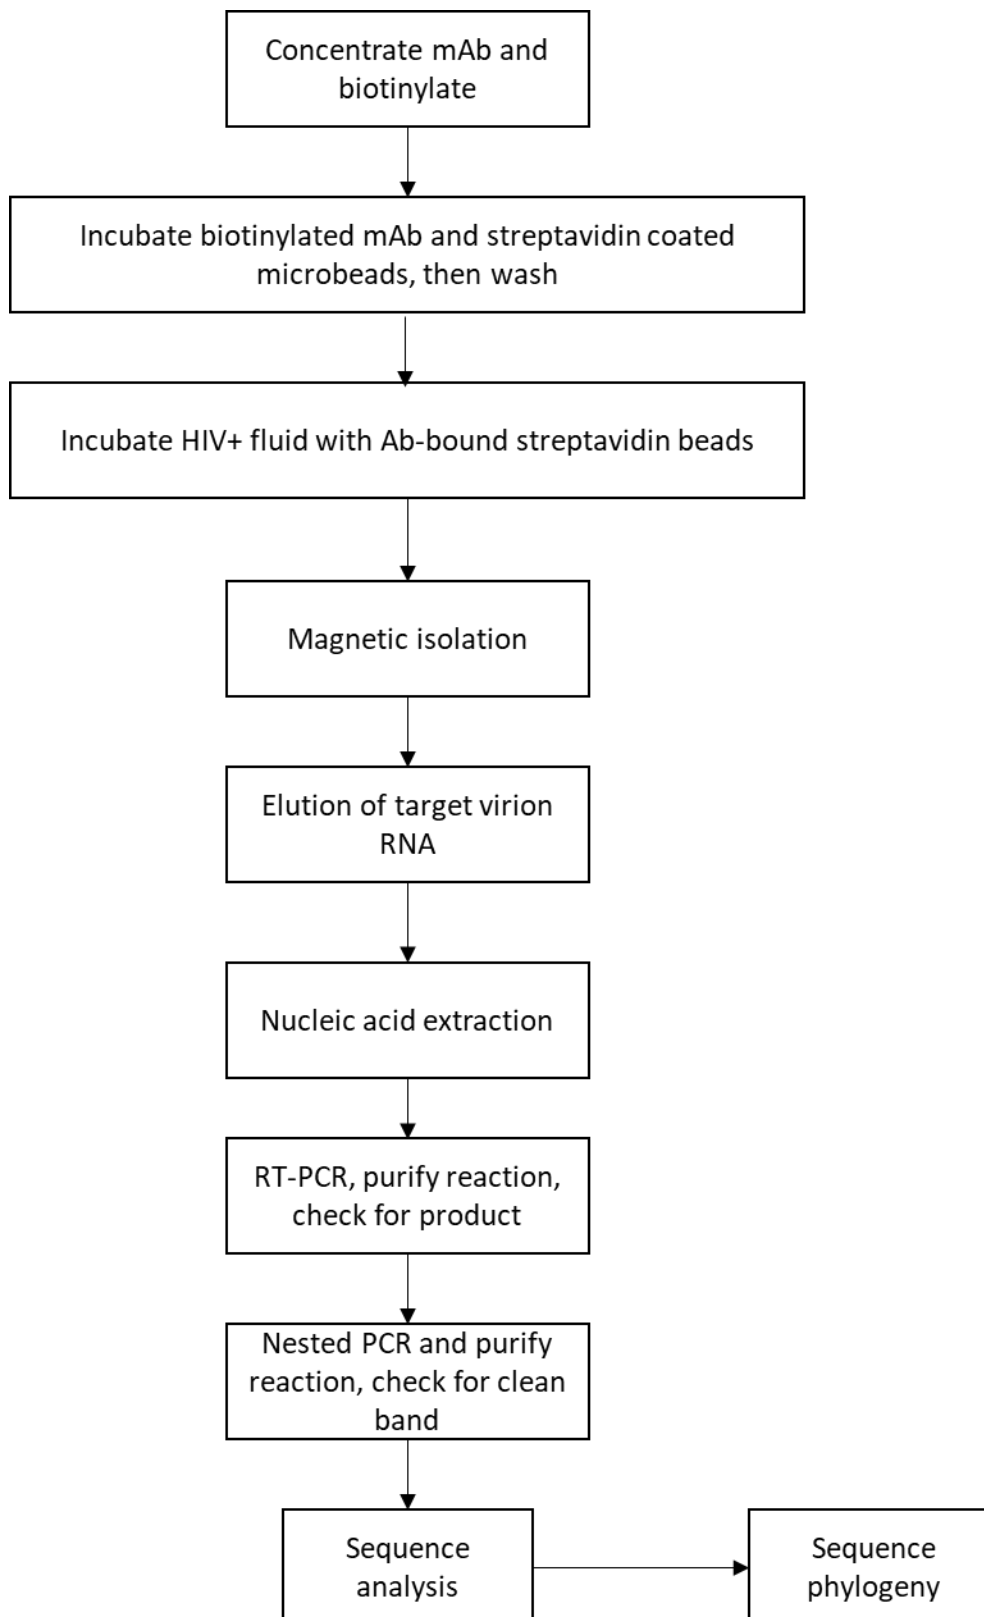 Concentrate mAb and
biotinylate
Incubate biotinylated mAb and streptavidin coated
microbeads, then wash
Incubate HIV+ fluid with Ab-bound streptavidin beads
Magnetic isolation
Elution of target virion
RNA
Nucleic acid extraction
RT-PCR, purify reaction,
check for product
Nested PCR and purify
reaction, check for clean
band
Sequence
analysis
Sequence
phylogeny